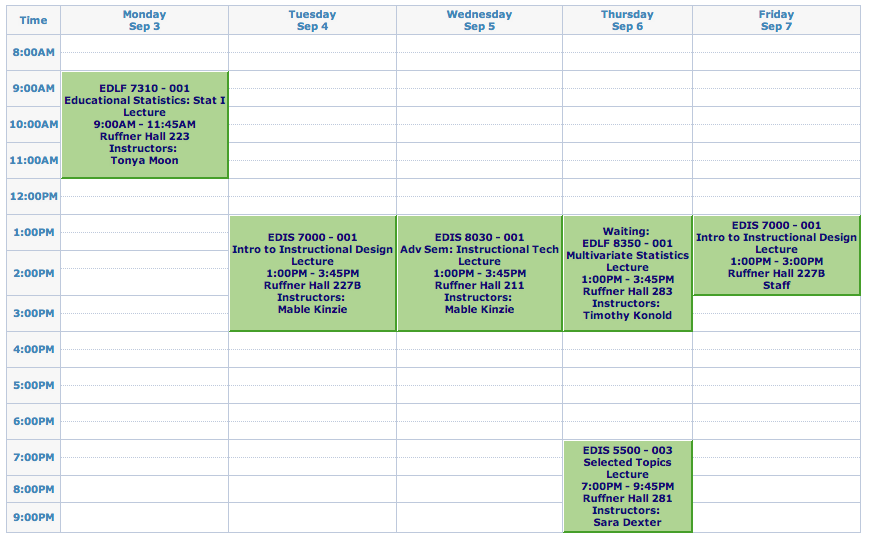 Time
Monday
Sep 3
Tuesday
Sep 4
Wednesday
Sep 5
Thursday
Sep 6
Friday
Sep 7
8:00AM
9:00AM
10:00AM
11:00AM
12:00PM
1:00PM
2:00PM
3:00PM
4:00PM
5:00PM
6:00PM
7:00PM
8:00PM
9:00PM
EDLF 7310 - 001
Educational Statistics: Stat I
Lecture
9:00AM - 11:45AM
Ruffner Hall 223
Instructors:
Tonya Moon
EDIS 7000 - 001
Intro to Instructional Design
Lecture
1:00PM - 3:45PM
Ruffner Hall 227B
Instructors:
Mable Kinzie
EDIS 8030 - 001
Adv Sem: Instructional Tech
Lecture
1:00PM - 3:45PM
Ruffner Hall 211
Instructors:
Mable Kinzie
Waiting:
EDLF 8350 - 001
Multivariate Statistics
Lecture
1:00PM - 3:45PM
Ruffner Hall 283
Instructors:
Timothy Konold
EDIS 7000 - 001
Intro to Instructional Design
Lecture
1:00PM - 3:00PM
Ruffner Hall 227B
Staff
EDIS 5500 - 003
Selected Topics
Lecture
7:00PM - 9:45PM
Ruffner Hall 281
Instructors:
Sara Dexter